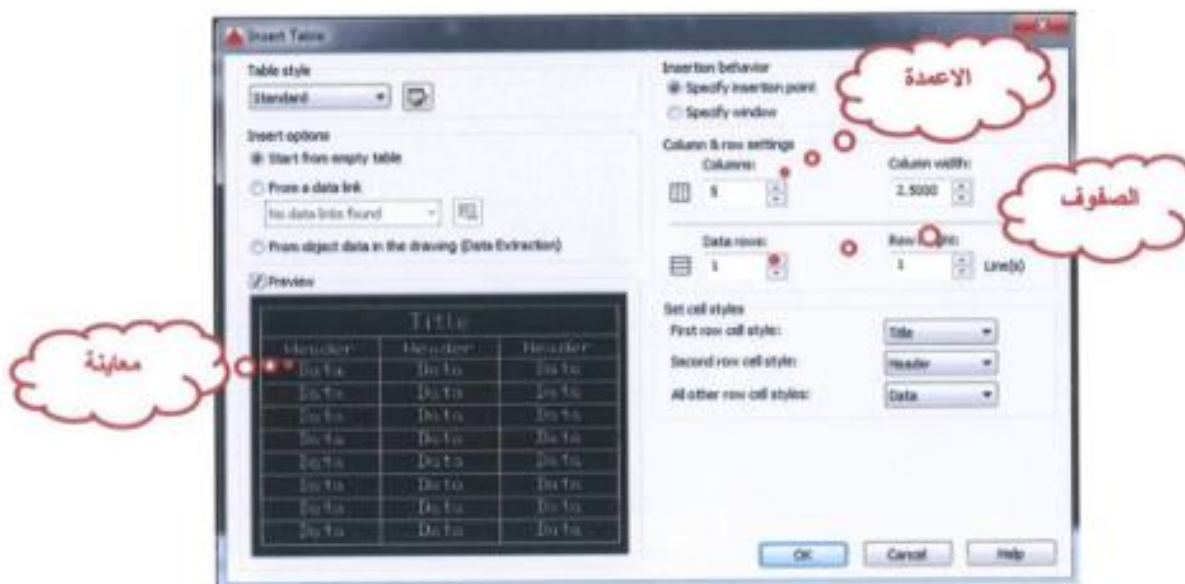 Insert Table
Table style
Standard
Insert options
Start from empty table
From a data link
No data links found
From object data in the drawing (Data Extraction)
Preview
Title
Header Header Header
Data Data Data
Data Data Data
Data Data Data
Data Data Data
Data Data Data
Data Data Data
Data Data Data
Data Data Data
معاينة
Insertion behavior
Specify insertion point
Specify window
الاعمدة
Column & row settings
Columns: Column width:
5 2.5000
الصفوف
Data rows: Row
1 1 Line(s)
Set cell styles
First row cell style: Title
Second row cell style: Header
All other row cell styles: Data
OK Cancel Help